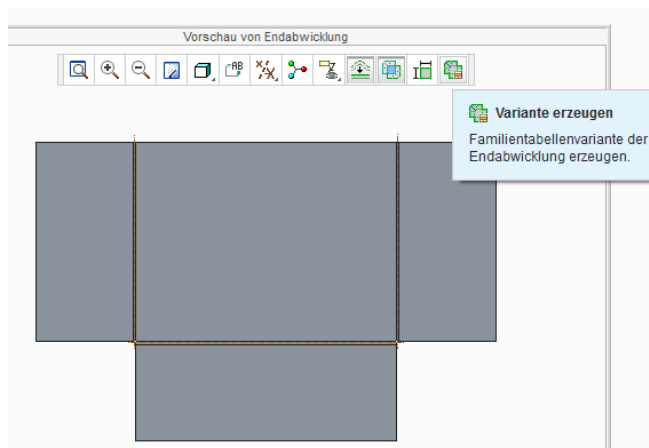 Vorschau von Endabwicklung
Variante erzeugen
Familientabellenvariante der
Endabwicklung erzeugen.